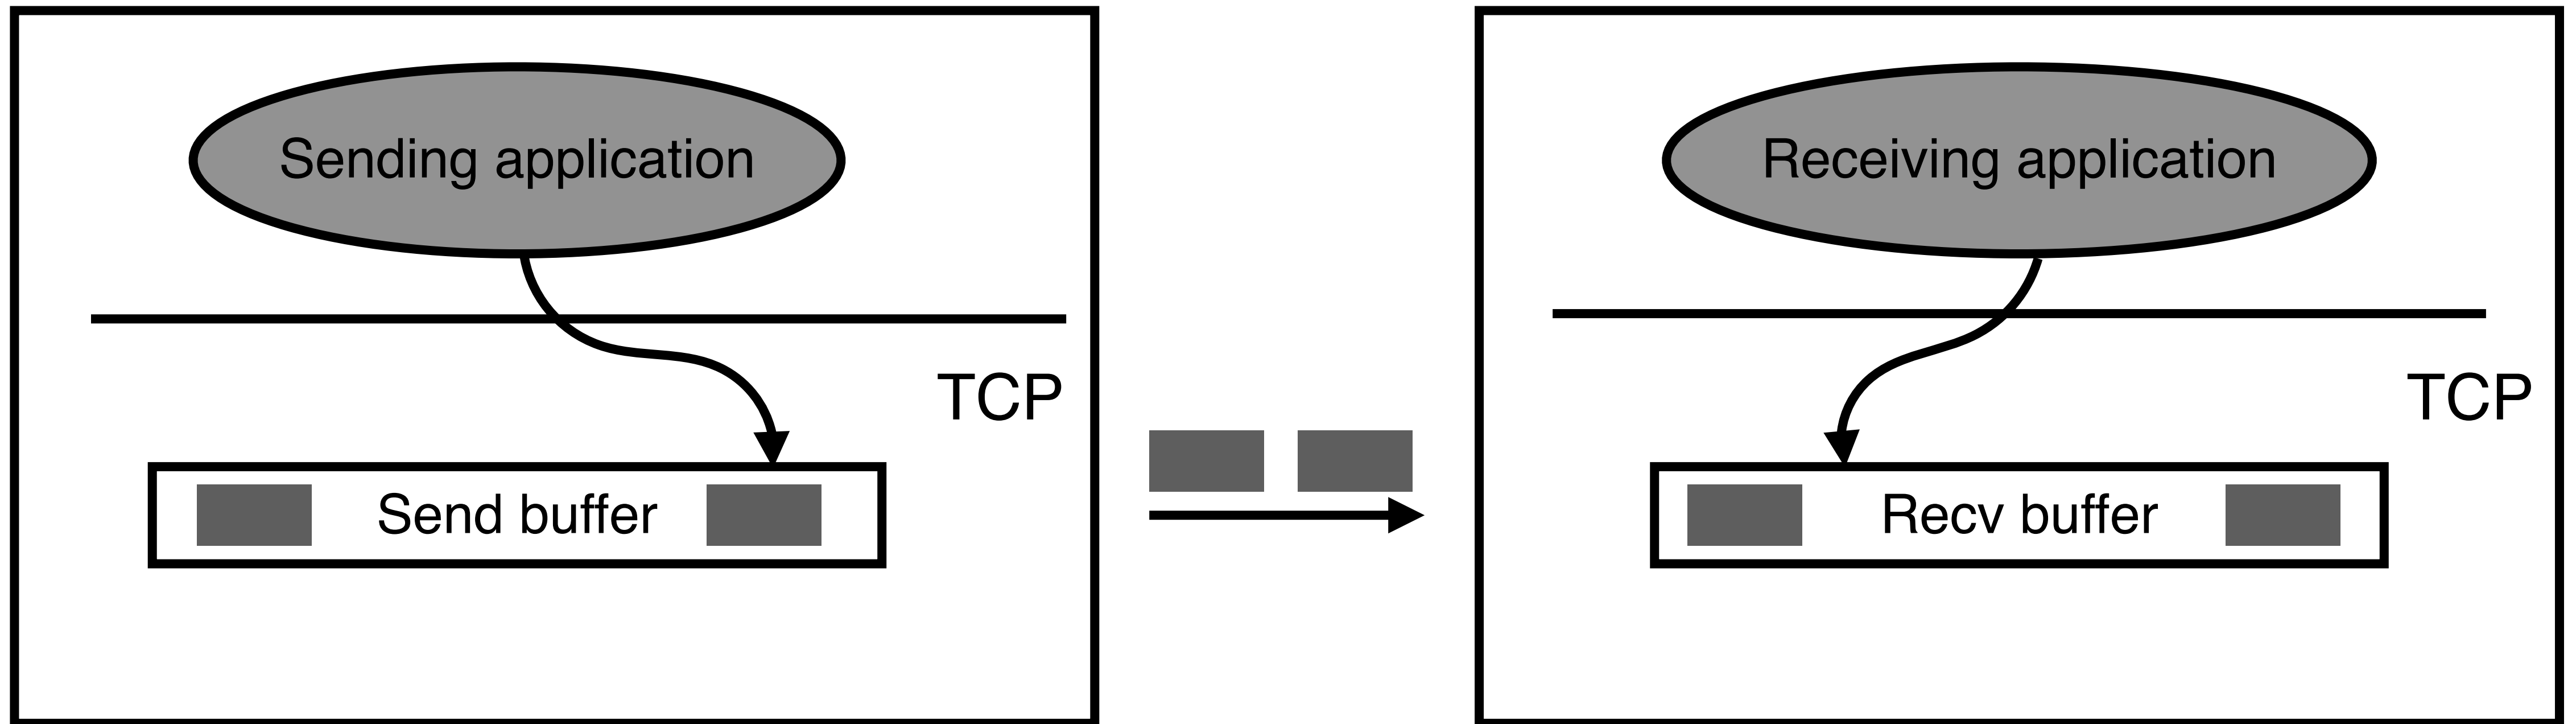 Sending application
TCP
Send buffer
Receiving application
TCP
Recv buffer